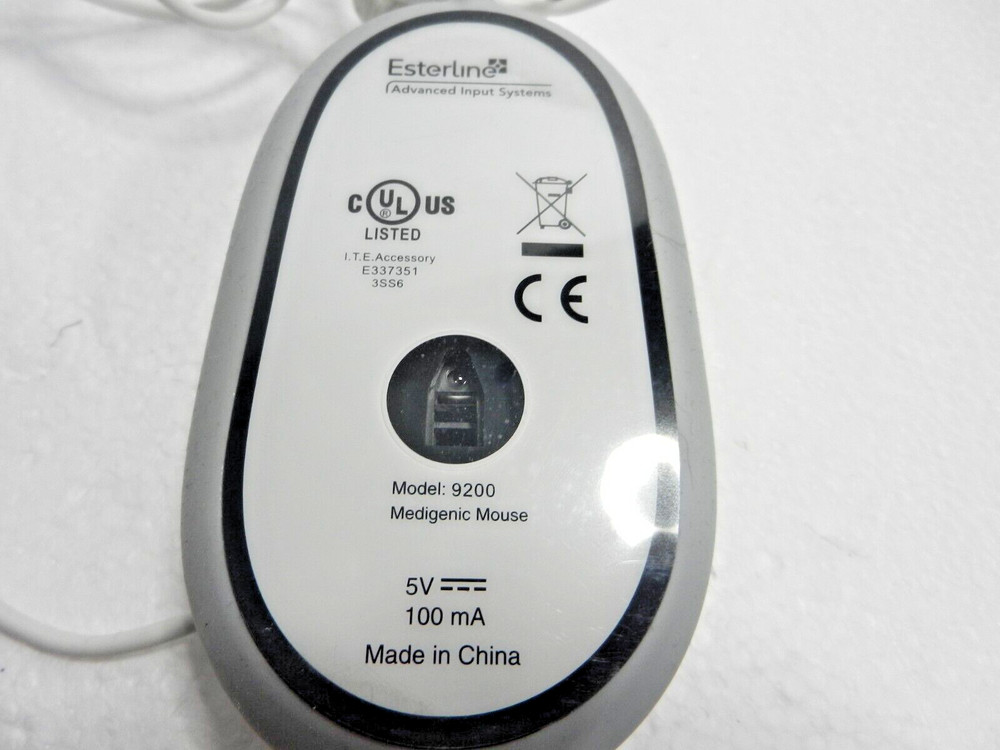 Esterline
Advanced Input Systems
C UL ® US
LISTED
I.T.E.Accessory
E337351
3SS6
CE
Model: 9200
Medigenic Mouse
5V
100 mA
Made in China